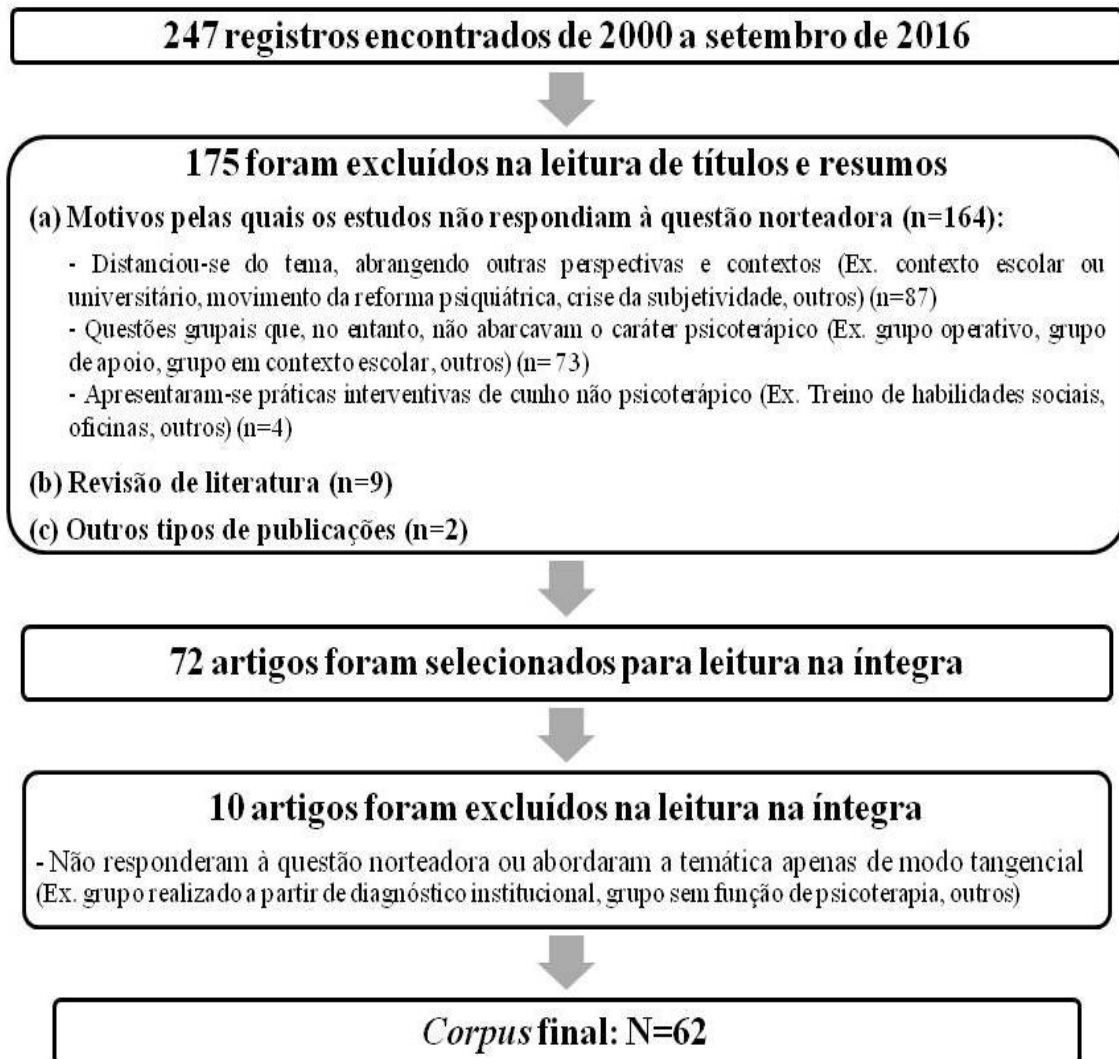 247 registros encontrados de 2000 a setembro de 2016
175 foram excluídos na leitura de títulos e resumos
(a) Motivos pelas quais os estudos não respondiam à questão norteadora (n=164):
- Distanciou-se do tema, abrangendo outras perspectivas e contextos (Ex. contexto escolar ou
universitário, movimento da reforma psiquiátrica, crise da subjetividade, outros) (n=87)
- Questões grupais que, no entanto, não abarcavam o caráter psicoterápico (Ex. grupo operativo, grupo
de apoio, grupo em contexto escolar, outros) (n= 73)
- Apresentaram-se práticas interventivas de cunho não psicoterápico (Ex. Treino de habilidades sociais,
oficinas, outros) (n=4)
(b) Revisão de literatura (n=9)
(c) Outros tipos de publicações (n=2)
72 artigos foram selecionados para leitura na íntegra
10 artigos foram excluídos na leitura na íntegra
- Não responderam à questão norteadora ou abordaram a temática apenas de modo tangencial
(Ex. grupo realizado a partir de diagnóstico institucional, grupo sem função de psicoterapia, outros)
Corpus final: N=62